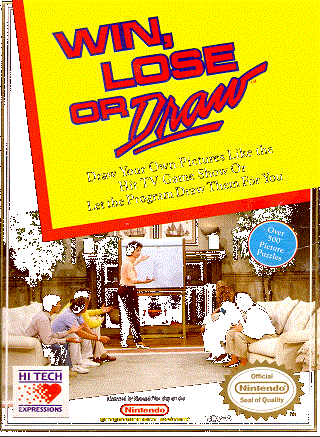 WIN,
LOSE
OR Draw
Draw Your Own Pictures Like the
Hit TV Game Show Or
Let the Program Draw Them For You
Over
500
Picture
Puzzles
HI TECH
EXPRESSIONS
Nintendo
Official
Nintendo
Seal of Quality